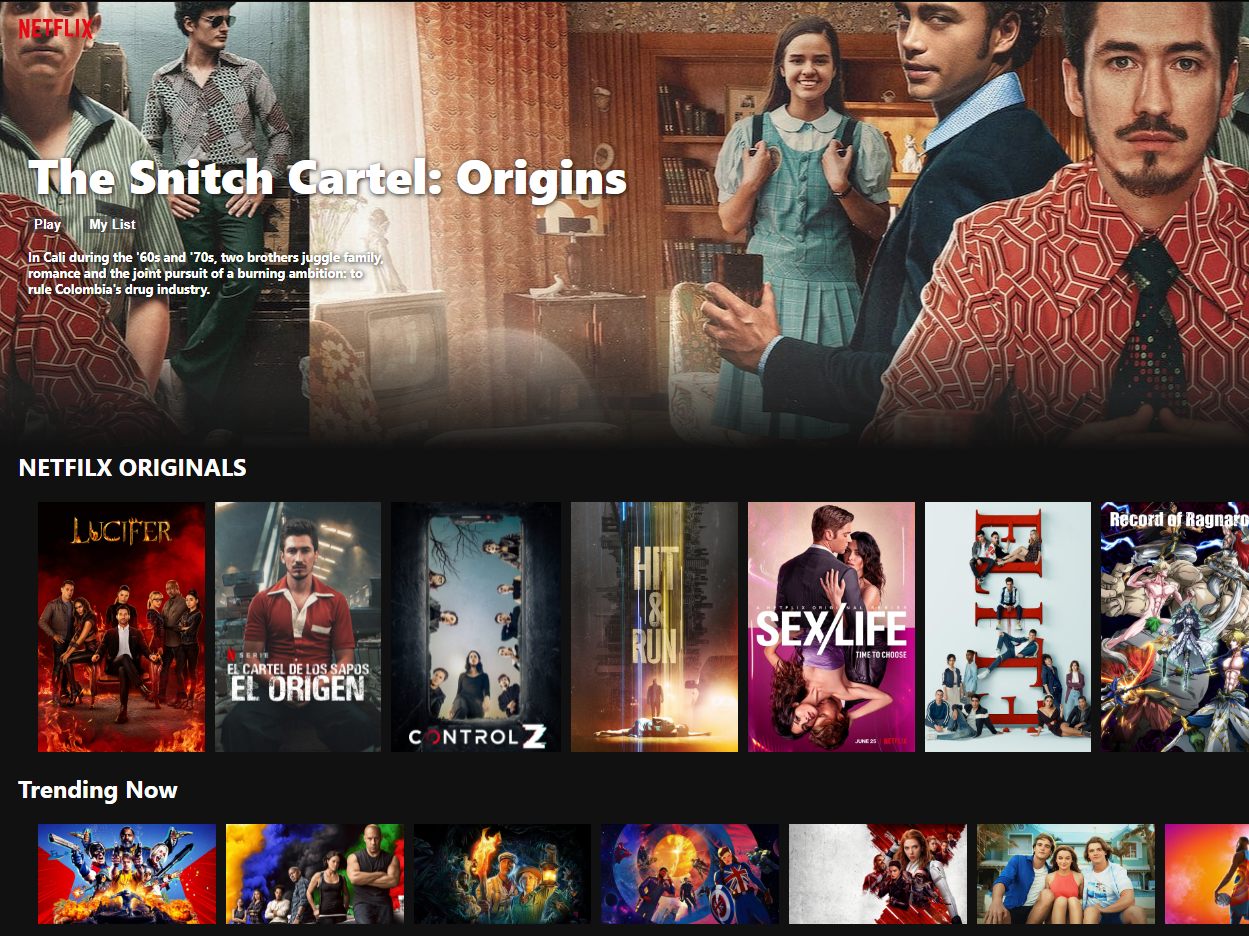 NETFLIX
The Snitch Cartel: Origins
Play My List
In Cali during the '60s and '70s, two brothers juggle family,
romance and the joint pursuit of a burning ambition: to
rule Colombia's drug industry.
NETFILX ORIGINALS
LUCIFER
N SERIE
EL CARTEL DE LOS SAPOS
EL ORIGEN
CONTROL Z
HIT
&
RUN
A NETFLIX ORIGINAL SERIES
SEX/LIFE
TIME TO CHOOSE
JUNE 25 NETFLIX
ELITE
Record of Ragnaro
Trending Now